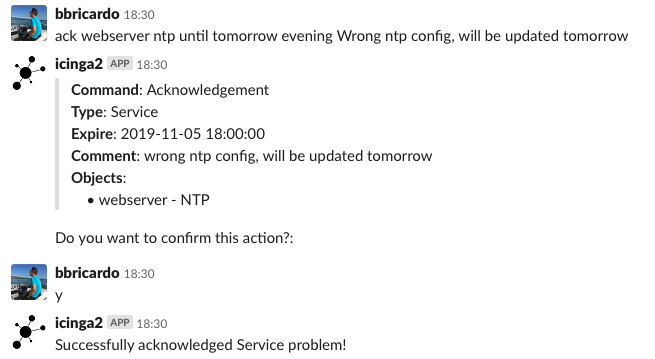 bbricardo 18:30
ack webserver ntp until tomorrow evening Wrong ntp config, will be updated tomorrow
icinga2 APP 18:30
Command: Acknowledgement
Type: Service
Expire: 2019-11-05 18:00:00
Comment: wrong ntp config, will be updated tomorrow
Objects:
• webserver - NTP
Do you want to confirm this action?:
bbricardo 18:30
y
icinga2 APP 18:30
Successfully acknowledged Service problem!